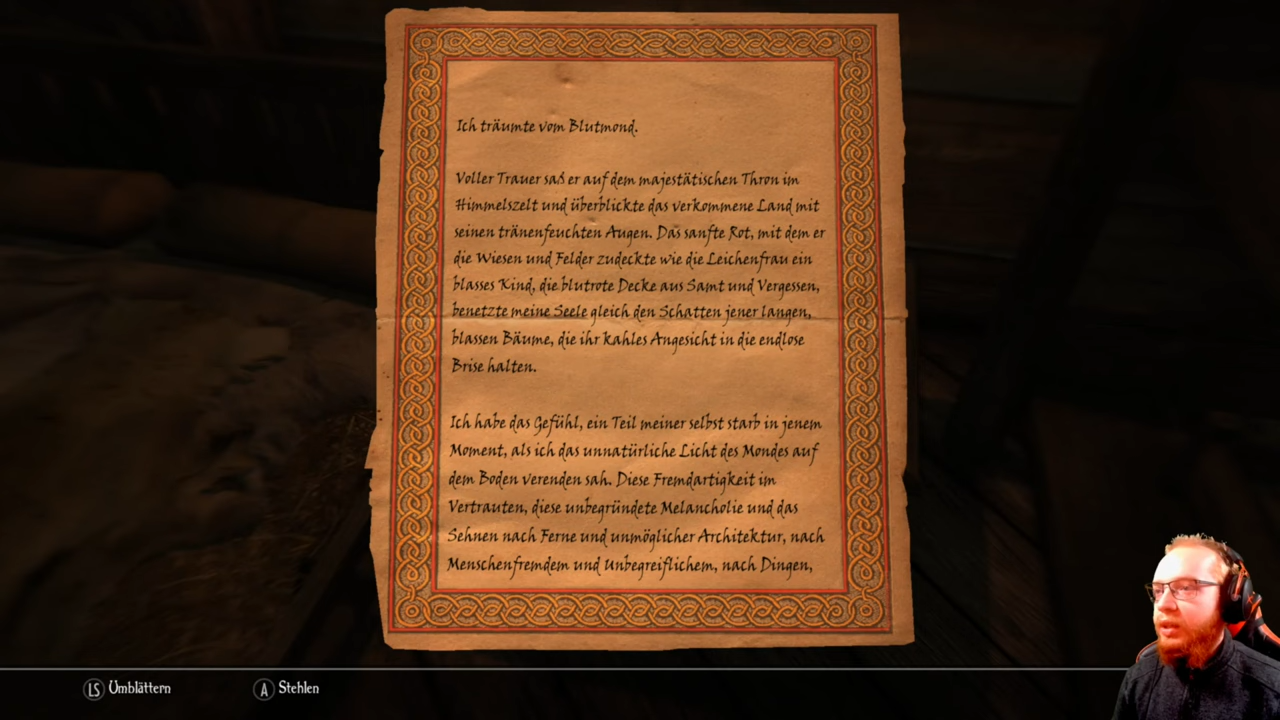 Ich träumte vom Blutmond.
Voller Trauer saß er auf dem majestätischen Thron im
Himmelszelt und überblickte das verkommene Land mit
seinen tränenfeuchten Augen. Das sanfte Rot, mit dem er
die Wiesen und Felder zudeckte wie die Leichenfrau ein
blasses Kind, die blutrote Decke aus Samt und Vergessen,
benetzte meine Seele gleich den Schatten jener langen,
blassen Bäume, die ihr kahles Angesicht in die endlose
Brise halten.
Ich habe das Gefühl, ein Teil meiner selbst starb in jenem
Moment, als ich das unnatürliche Licht des Mondes auf
dem Boden verenden sah. Diese Fremdartigkeit im
Vertrauten, diese unbegründete Melancholie und das
Sehnen nach Ferne und unmöglicher Architektur, nach
Menschenfremdem und Unbegreiflichem, nach Dingen,
LS Umblättern
A Stehlen